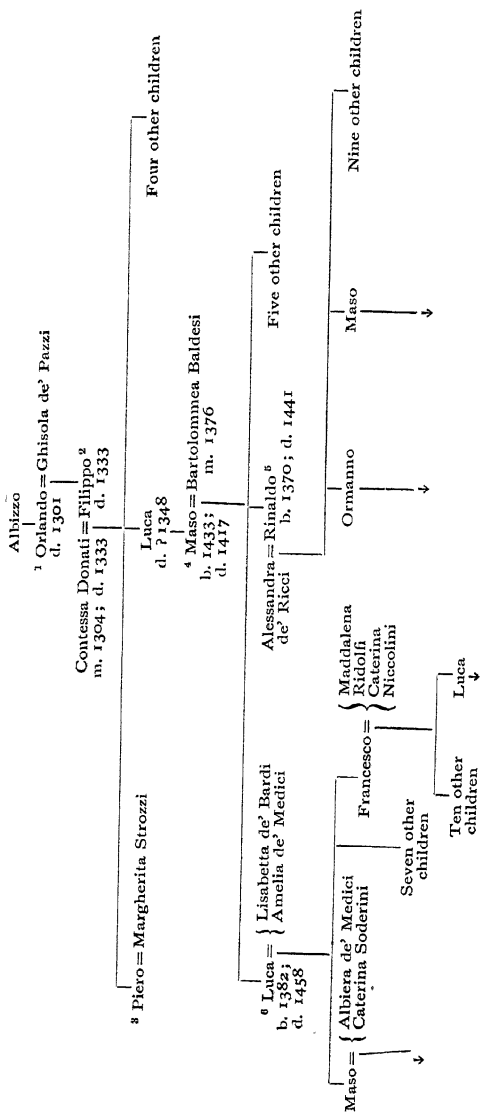 Albizzo
¹ Orlando=Ghisola de' Pazzi
d. 1301
Contessa Donati=Filippo ²
m. 1304; d. 1333 d. 1333
³ Piero=Margherita Strozzi
Luca
d. ? 1348
Four other children
⁴ Maso=Bartolommea Baldesi
b. 1433; m. 1376
d. 1417
⁶ Luca= { Lisabetta de' Bardi
b. 1382; Amelia de' Medici
d. 1458
Alessandra=Rinaldo ⁵
de' Ricci b. 1370; d. 1441
Five other children
Maso= { Albiera de' Medici
Caterina Soderini
Seven other
children
Francesco= { Maddalena
Ridolfi
Caterina
Niccolini
Ormanno
Maso
Nine other children
Ten other
children
Luca